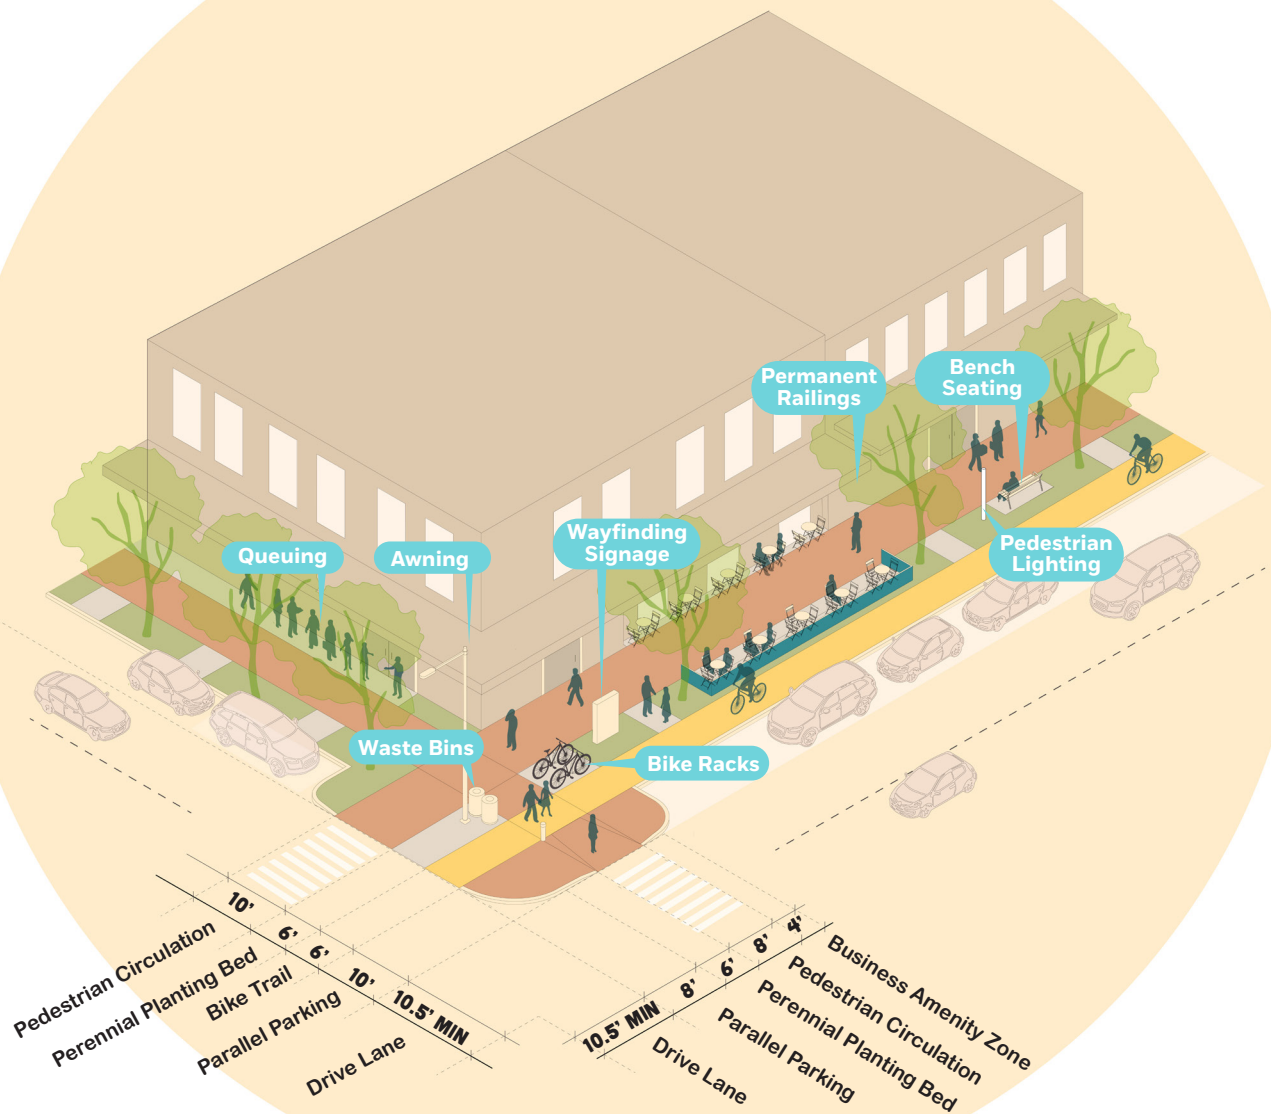 Permanent
Railings
Bench
Seating
Queuing
Awning
Wayfinding
Signage
Pedestrian
Lighting
Waste Bins
Bike Racks
10'
6'
6'
10'
10.5' MIN
Pedestrian Circulation
Perennial Planting Bed
Bike Trail
Parallel Parking
Drive Lane
10.5' MIN
8'
6'
8'
4'
Drive Lane
Parallel Parking
Perennial Planting Bed
Pedestrian Circulation
Business Amenity Zone